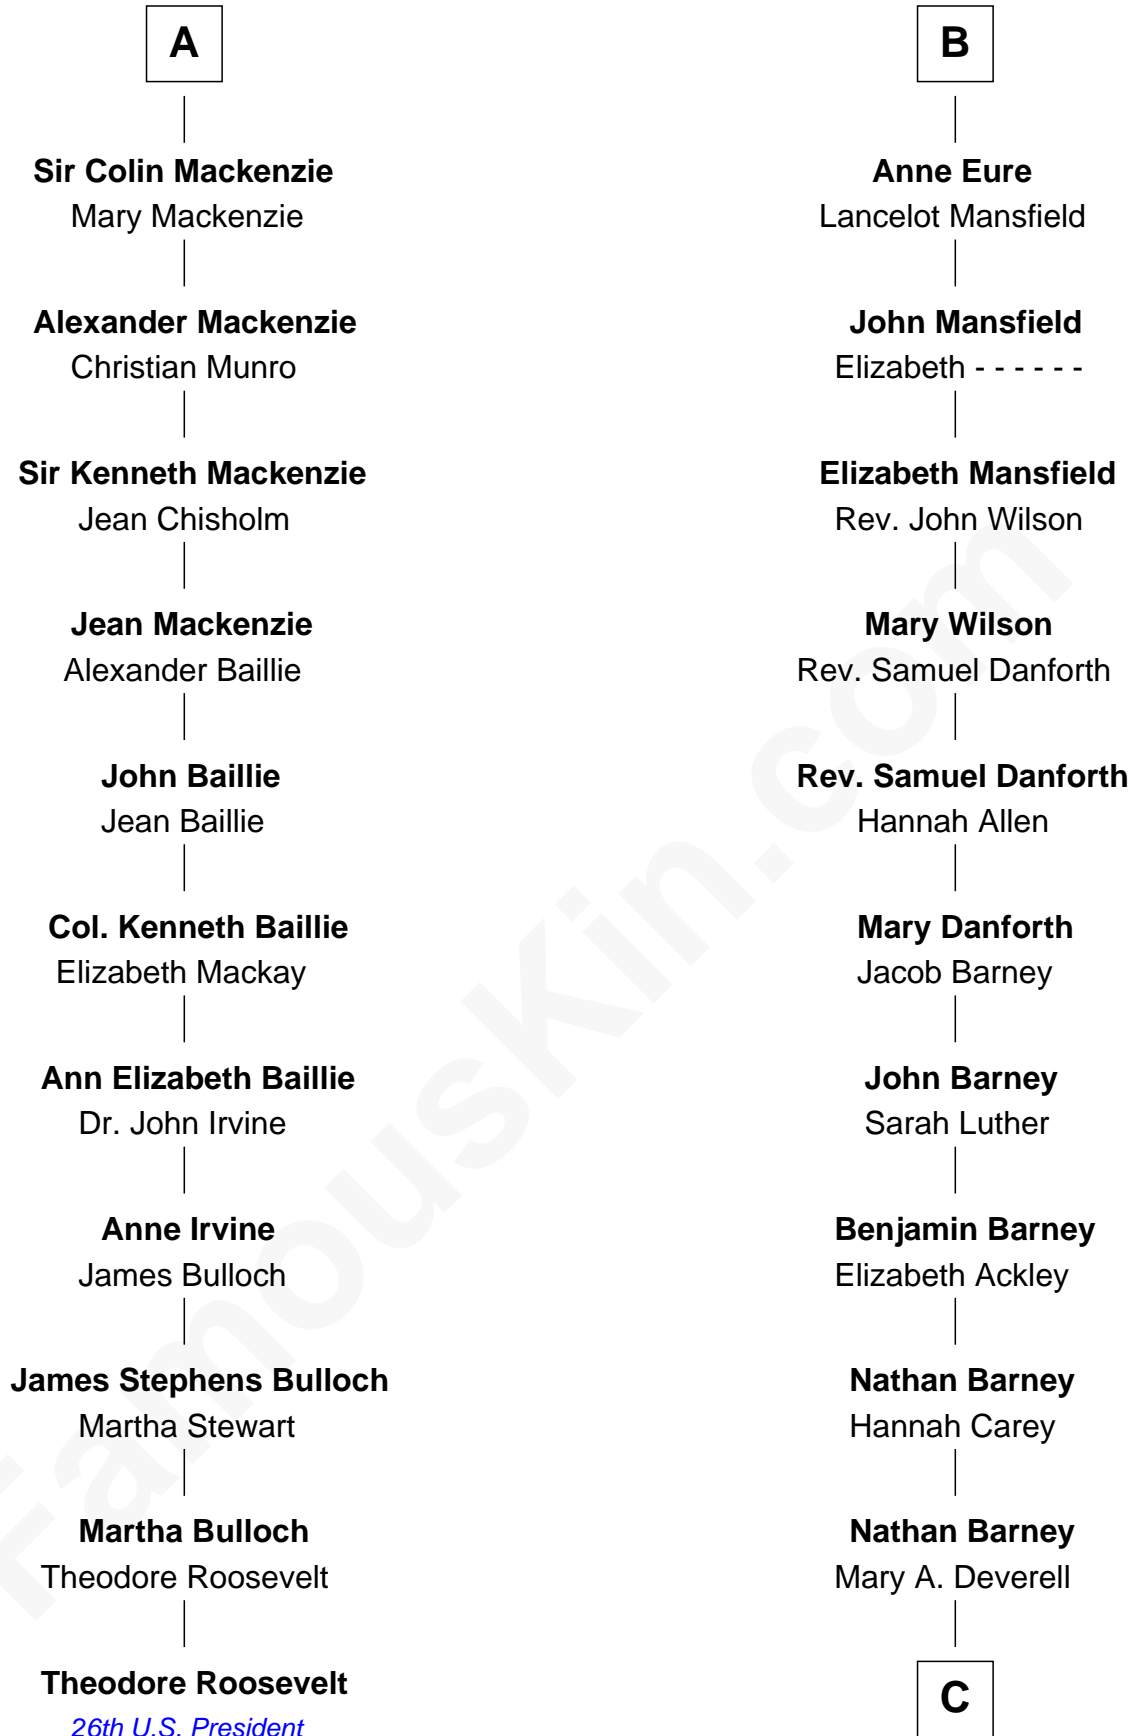 A
Sir Colin Mackenzie
Mary Mackenzie
Alexander Mackenzie
Christian Munro
Sir Kenneth Mackenzie
Jean Chisholm
Jean Mackenzie
Alexander Baillie
John Baillie
Jean Baillie
Col. Kenneth Baillie
Elizabeth Mackay
Ann Elizabeth Baillie
Dr. John Irvine
Anne Irvine
James Bulloch
James Stephens Bulloch
Martha Stewart
Martha Bulloch
Theodore Roosevelt
Theodore Roosevelt
26th U.S. President
B
Anne Eure
Lancelot Mansfield
John Mansfield
Elizabeth - - - - - -
Elizabeth Mansfield
Rev. John Wilson
Mary Wilson
Rev. Samuel Danforth
Rev. Samuel Danforth
Hannah Allen
Mary Danforth
Jacob Barney
John Barney
Sarah Luther
Benjamin Barney
Elizabeth Ackley
Nathan Barney
Hannah Carey
Nathan Barney
Mary A. Deverell
C
FamousKin.com